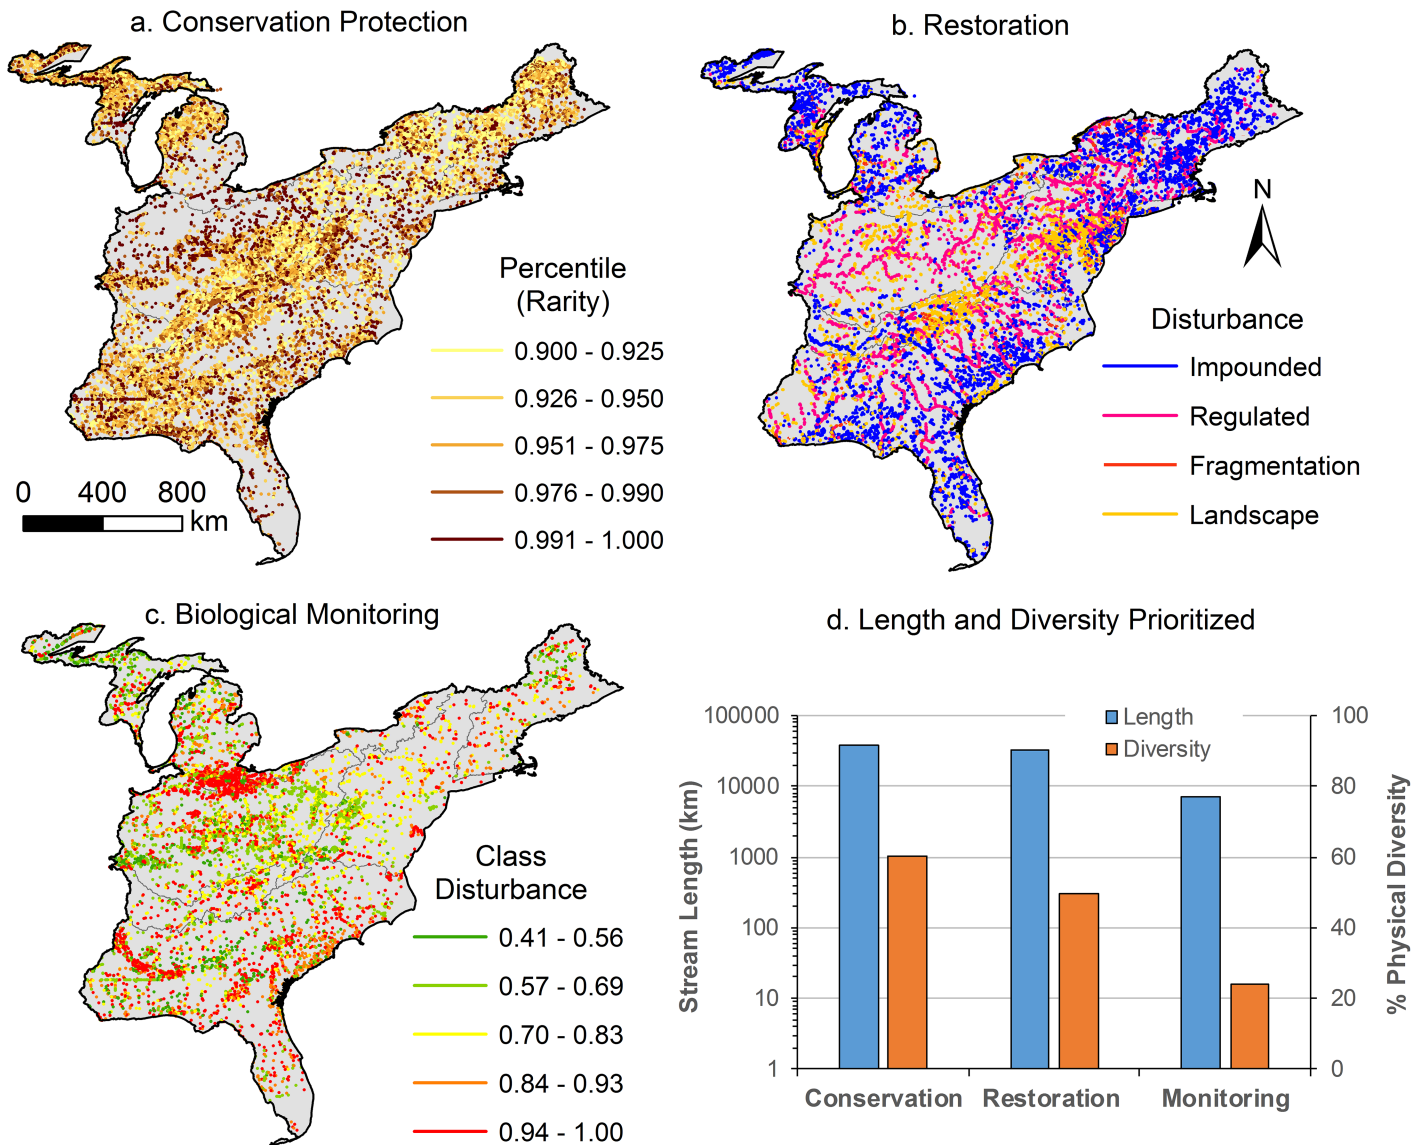 a. Conservation Protection
Percentile
(Rarity)
0.900 - 0.925
0.926 - 0.950
0.951 - 0.975
0.976 - 0.990
0.991 - 1.000
0 400 800
km
b. Restoration
N
Disturbance
Impounded
Regulated
Fragmentation
Landscape
c. Biological Monitoring
Class
Disturbance
0.41 - 0.56
0.57 - 0.69
0.70 - 0.83
0.84 - 0.93
0.94 - 1.00
d. Length and Diversity Prioritized
Length
Diversity
Stream Length (km)
100000
10000
1000
100
10
1
% Physical Diversity
100
80
60
40
20
0
Conservation Restoration Monitoring